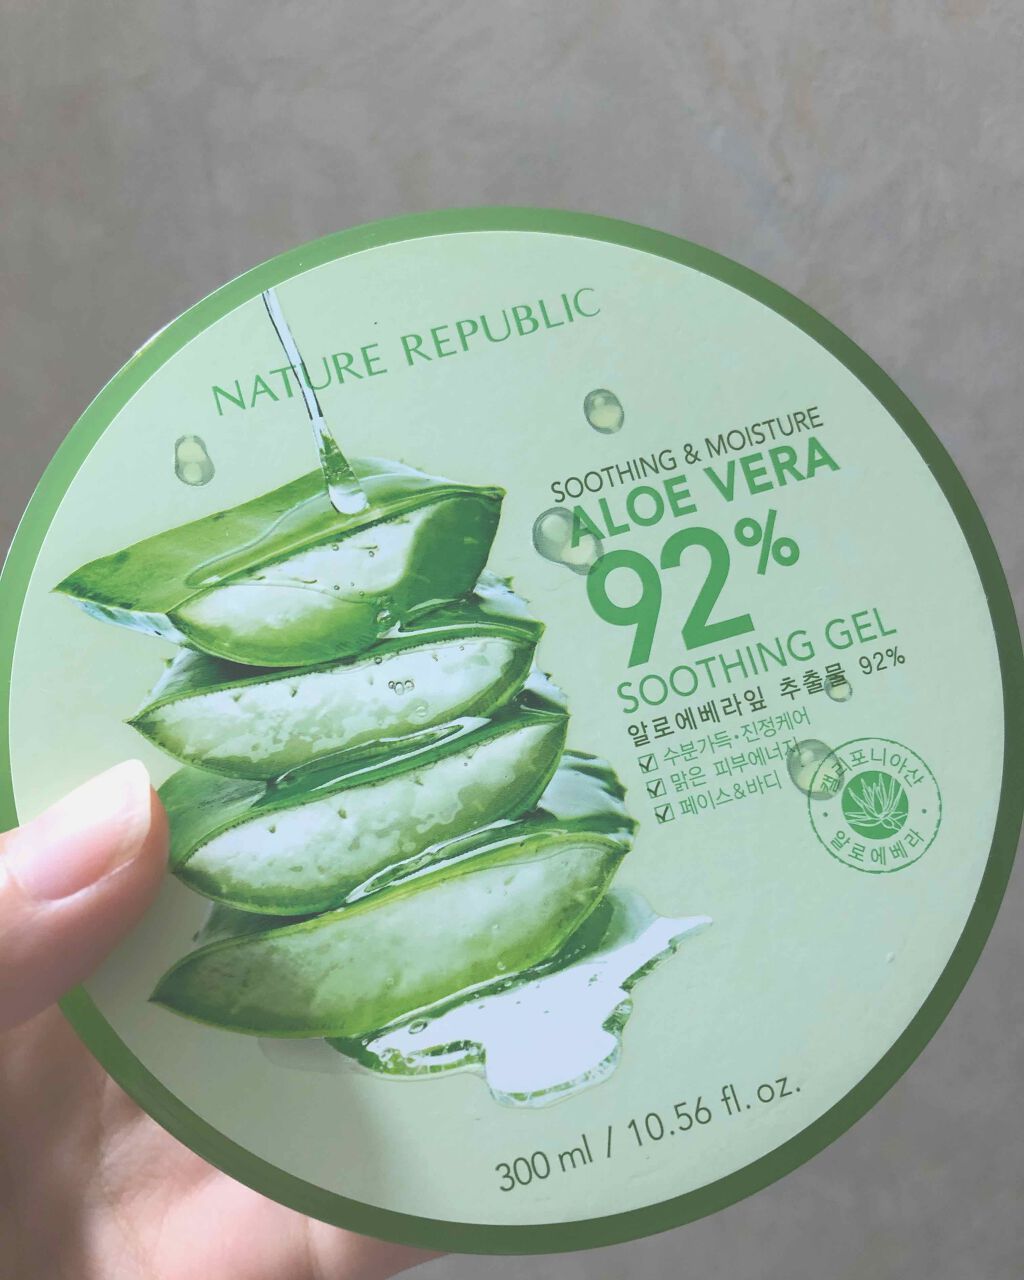 NATURE REPUBLIC
SOOTHING & MOISTURE
ALOE VERA
92%
SOOTHING GEL
알로에베라잎 추출물 92%
☑ 수분가득·진정케어
☑ 맑은 피부에너지
☑ 페이스&바디
캘리포니아산
· 알로에베라 ·
300 ml / 10.56 fl. oz.